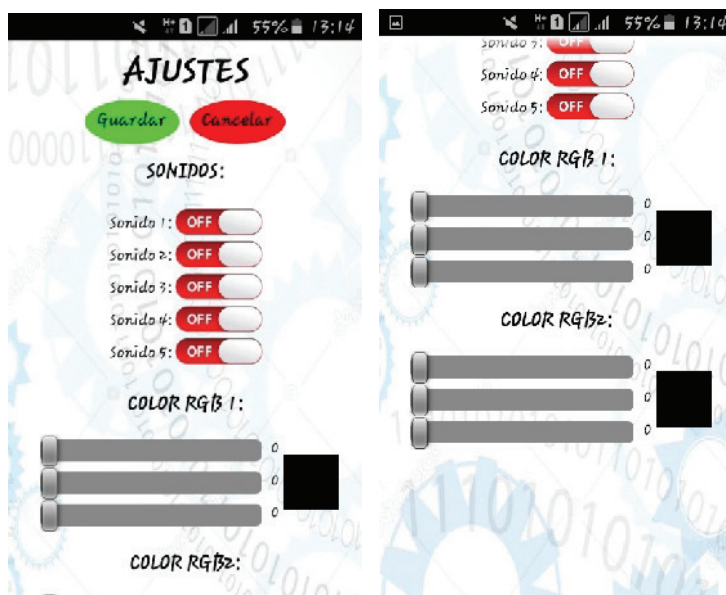 55% 13:14
AJUSTES
Guardar Cancelar
SONIDOS:
Sonido 1: OFF
Sonido 2: OFF
Sonido 3: OFF
Sonido 4: OFF
Sonido 5: OFF
COLOR RGB 1:
0
0
COLOR RGB2:
55% 13:14
Sonido 3: OFF
Sonido 4: OFF
Sonido 5: OFF
COLOR RGB 1:
0
0
0
COLOR RGB2:
0
0
0